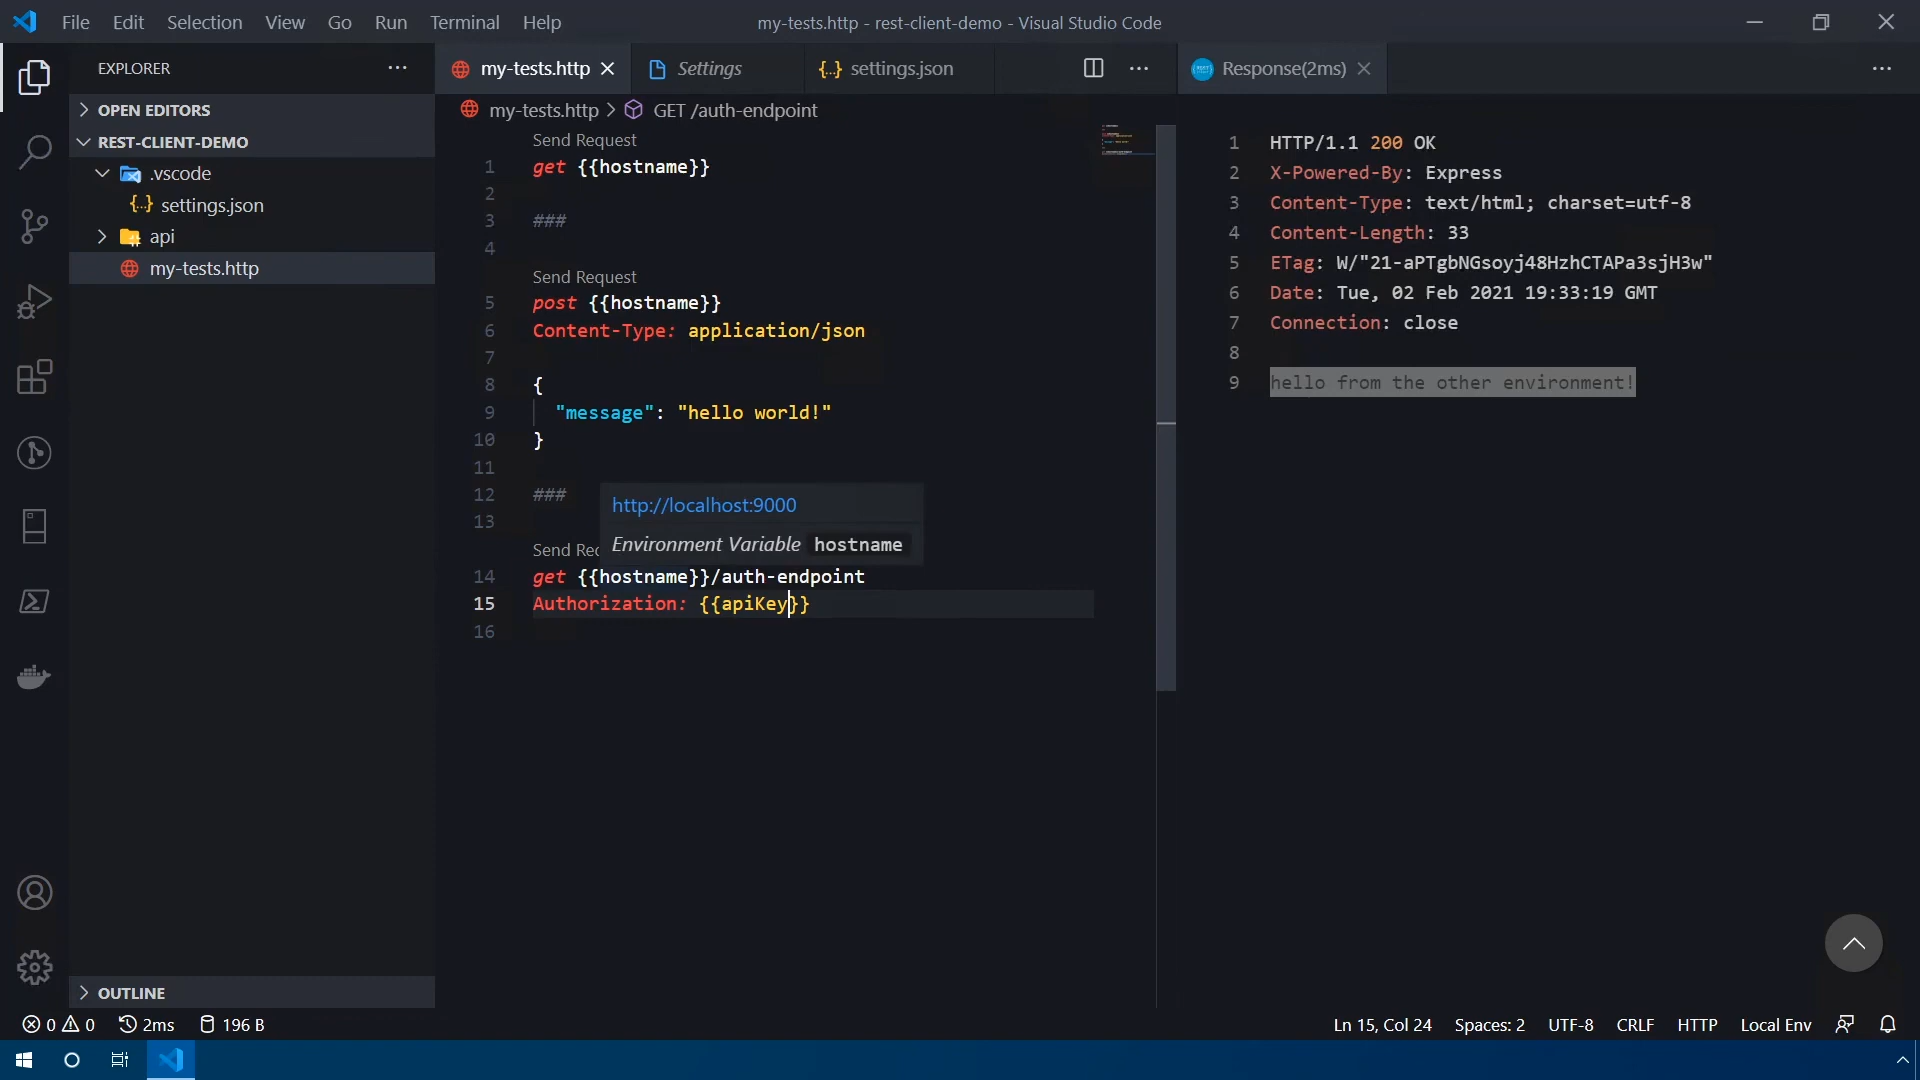 File Edit Selection View Go Run Terminal Help
my-tests.http - rest-client-demo - Visual Studio Code
EXPLORER
OPEN EDITORS
REST-CLIENT-DEMO
.vscode
{..} settings.json
api
my-tests.http
OUTLINE
my-tests.http
Settings
{..} settings.json
my-tests.http > GET /auth-endpoint
Send Request
1 get {{hostname}}
2
3 ###
4
Send Request
5 post {{hostname}}
6 Content-Type: application/json
7
8 {
9 "message": "hello world!"
10 }
11
12 ###
13
http://localhost:9000
Environment Variable hostname
Send Rec
14 get {{hostname}}/auth-endpoint
15 Authorization: {{apiKey}}
16
Response(2ms)
1 HTTP/1.1 200 OK
2 X-Powered-By: Express
3 Content-Type: text/html; charset=utf-8
4 Content-Length: 33
5 ETag: W/"21-aPTgbNGsoyj48HzhCTAPa3sjH3w"
6 Date: Tue, 02 Feb 2021 19:33:19 GMT
7 Connection: close
8
9 hello from the other environment!
0 0 2ms 196 B
Ln 15, Col 24 Spaces: 2 UTF-8 CRLF HTTP Local Env